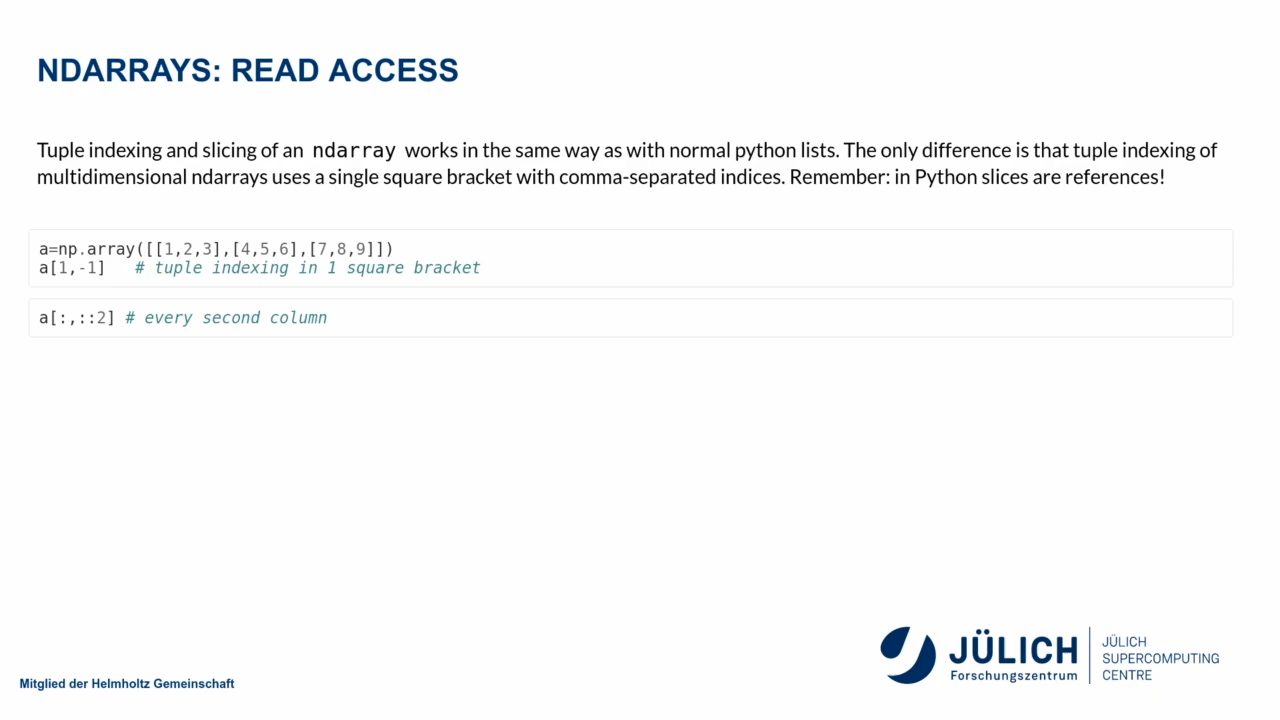 NDARRAYS: READ ACCESS
Tuple indexing and slicing of an ndarray works in the same way as with normal python lists. The only difference is that tuple indexing of
multidimensional ndarrays uses a single square bracket with comma-separated indices. Remember: in Python slices are references!
a=np.array([[1,2,3],[4,5,6],[7,8,9]])
a[1,-1]   # tuple indexing in 1 square bracket
a[:,::2] # every second column
JÜLICH
Forschungszentrum
JÜLICH
SUPERCOMPUTING
CENTRE
Mitglied der Helmholtz Gemeinschaft